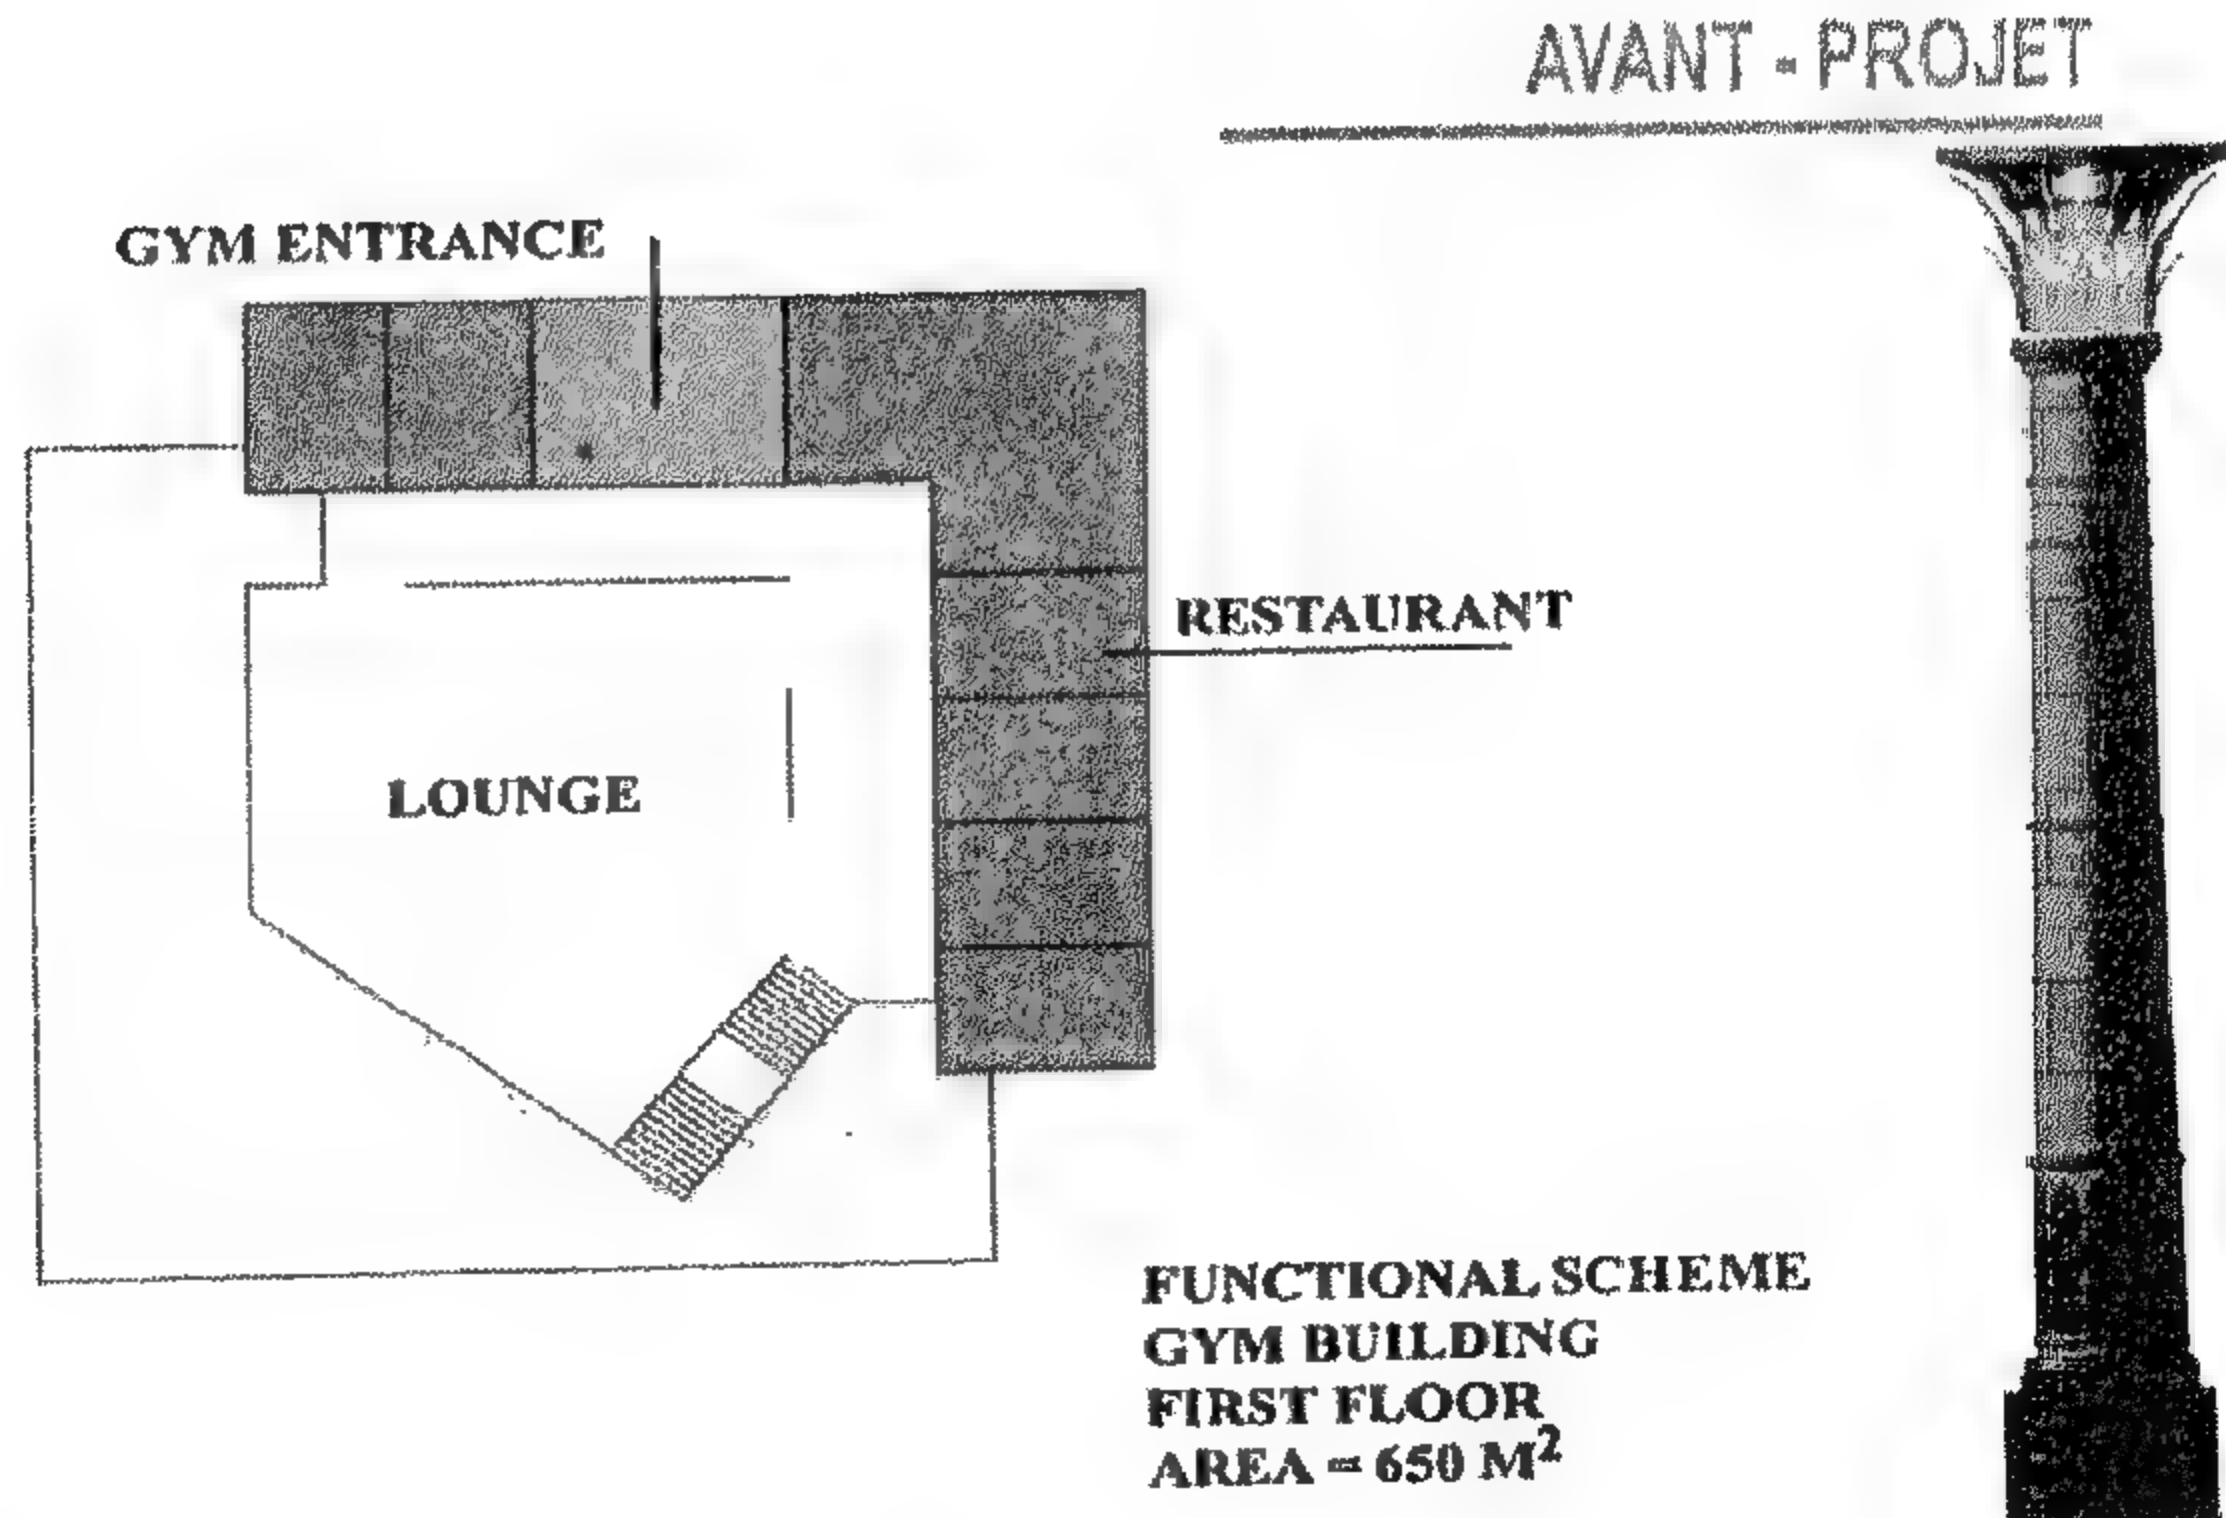 AVANT - PROJET
GYM ENTRANCE
RESTAURANT
LOUNGE
FUNCTIONAL SCHEME
GYM BUILDING
FIRST FLOOR
AREA = 650 M²